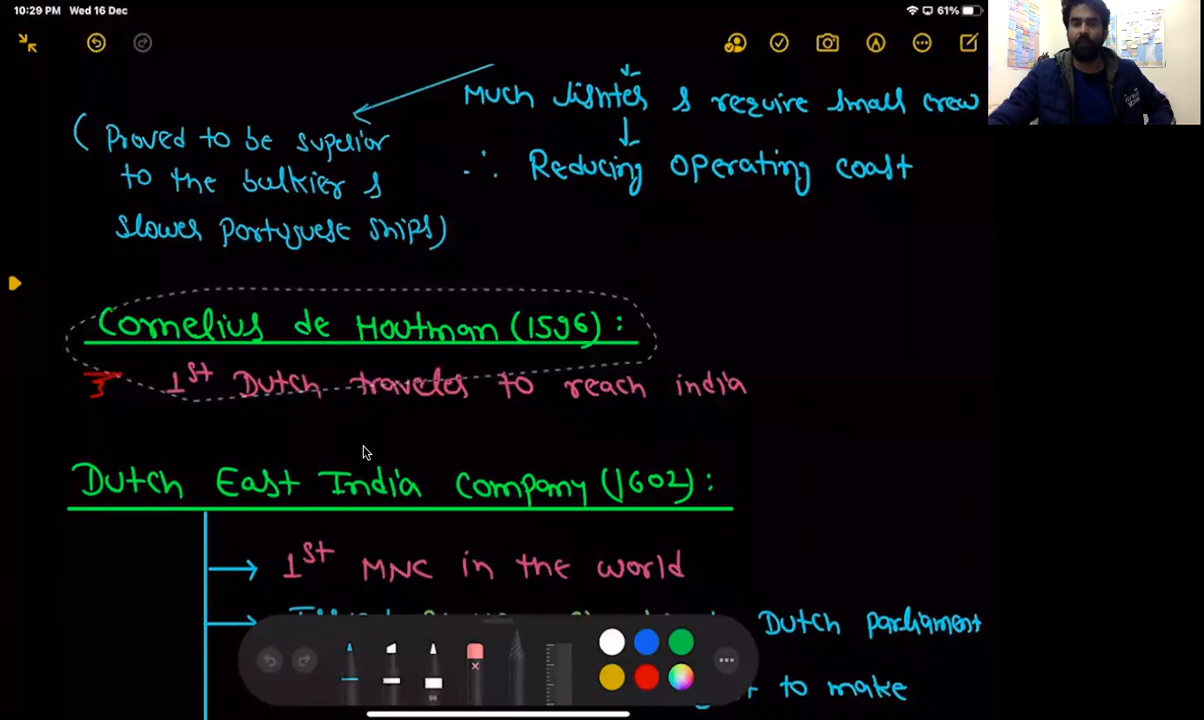 10:29 PM Wed 16 Dec
61%
Much lighter & require small crew
(Proved to be superior
to the bulkier &
slower Portuguese ships)
∴ Reducing operating coast
Cornelius de Houtman (1596) :
1st Dutch traveler to reach india
Dutch East India Company (1602) :
→ 1st MNC in the world
→ Dutch parliament
to make